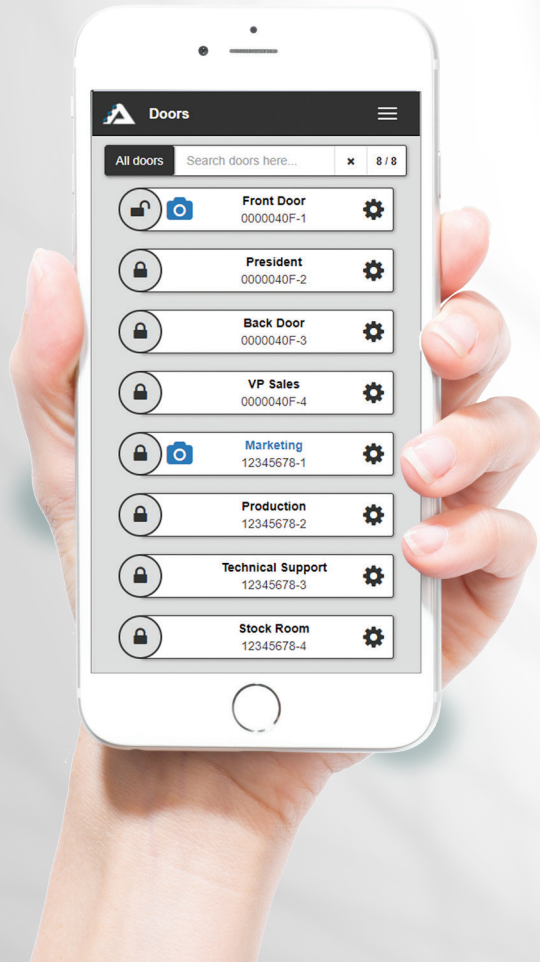 Doors
All doors Search doors here... × 8 / 8
Front Door
0000040F-1
President
0000040F-2
Back Door
0000040F-3
VP Sales
0000040F-4
Marketing
12345678-1
Production
12345678-2
Technical Support
12345678-3
Stock Room
12345678-4